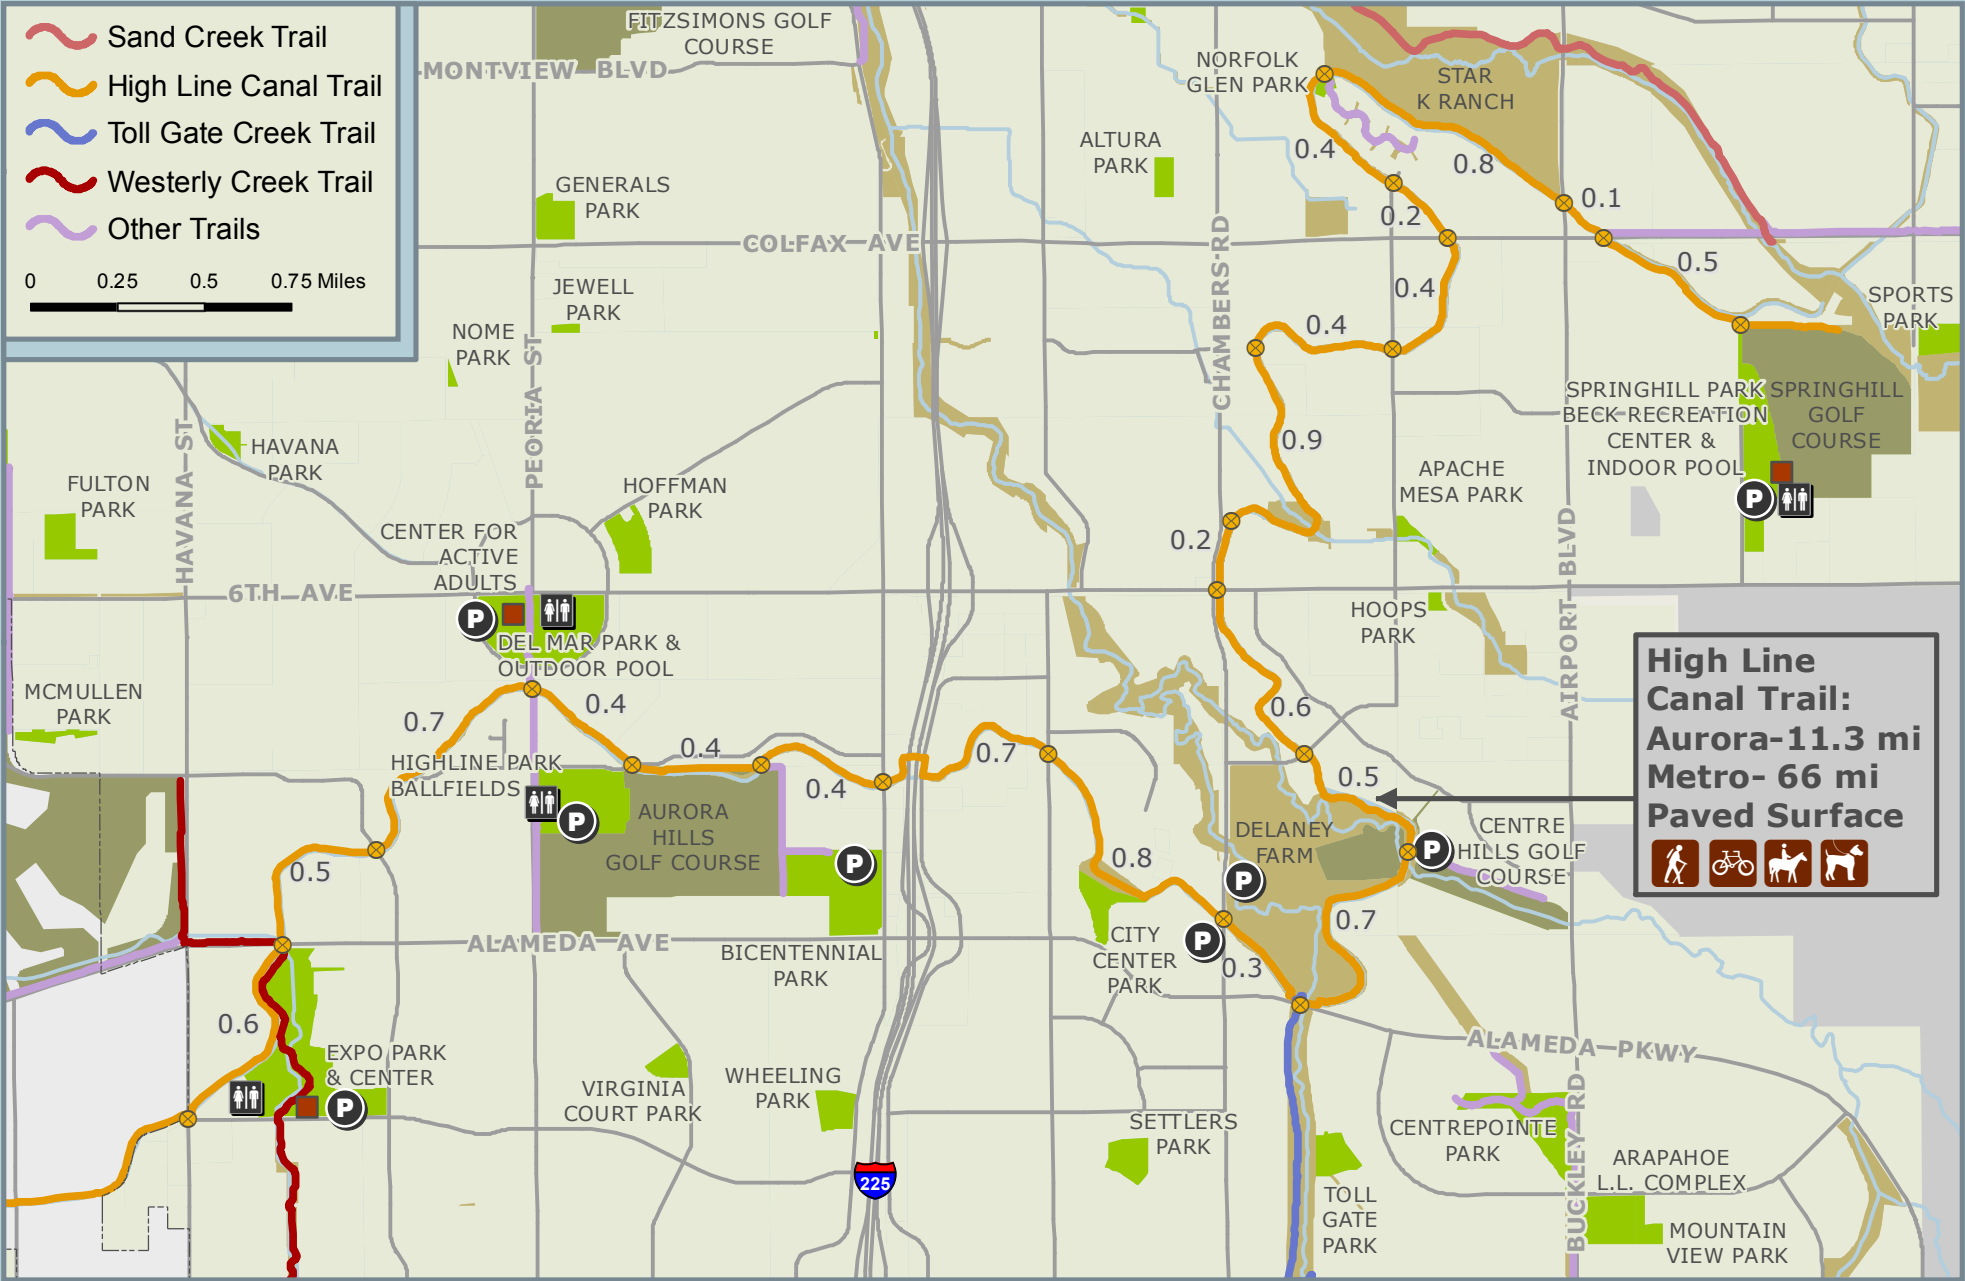 Sand Creek Trail
High Line Canal Trail
Toll Gate Creek Trail
Westerly Creek Trail
Other Trails
0 0.25 0.5 0.75 Miles
FITZSIMONS GOLF
COURSE
MONTVIEW BLVD
NORFOLK
GLEN PARK
STAR
K RANCH
ALTURA
PARK
0.4
0.8
0.1
0.2
GENERALS
PARK
COLFAX AVE
CHAMBERS RD
0.5
0.4
0.4
SPORTS
PARK
JEWELL
PARK
NOME
PARK
PEORIA ST
SPRINGHILL PARK
BECK RECREATION
CENTER &
INDOOR POOL
SPRINGHILL
GOLF
COURSE
P
HAVANA ST
HAVANA
PARK
FULTON
PARK
HOFFMAN
PARK
0.9
APACHE
MESA PARK
CENTER FOR
ACTIVE
ADULTS
0.2
AIRPORT BLVD
6TH AVE
P
DEL MAR PARK &
OUTDOOR POOL
HOOPS
PARK
MCMULLEN
PARK
0.7
0.4
0.4
0.4
0.7
0.6
0.5
High Line
Canal Trail:
Aurora-11.3 mi
Metro- 66 mi
Paved Surface
HIGHLINE PARK
BALLFIELDS
P
AURORA
HILLS
GOLF COURSE
P
0.5
0.8
DELANEY
FARM
P
P
CENTRE
HILLS GOLF
COURSE
0.7
ALAMEDA AVE
BICENTENNIAL
PARK
CITY
CENTER
PARK
P
0.3
0.6
EXPO PARK
& CENTER
P
VIRGINIA
COURT PARK
WHEELING
PARK
ALAMEDA PKWY
SETTLERS
PARK
CENTREPOINTE
PARK
BUCKLEY RD
ARAPAHOE
L.L. COMPLEX
225
TOLL
GATE
PARK
MOUNTAIN
VIEW PARK